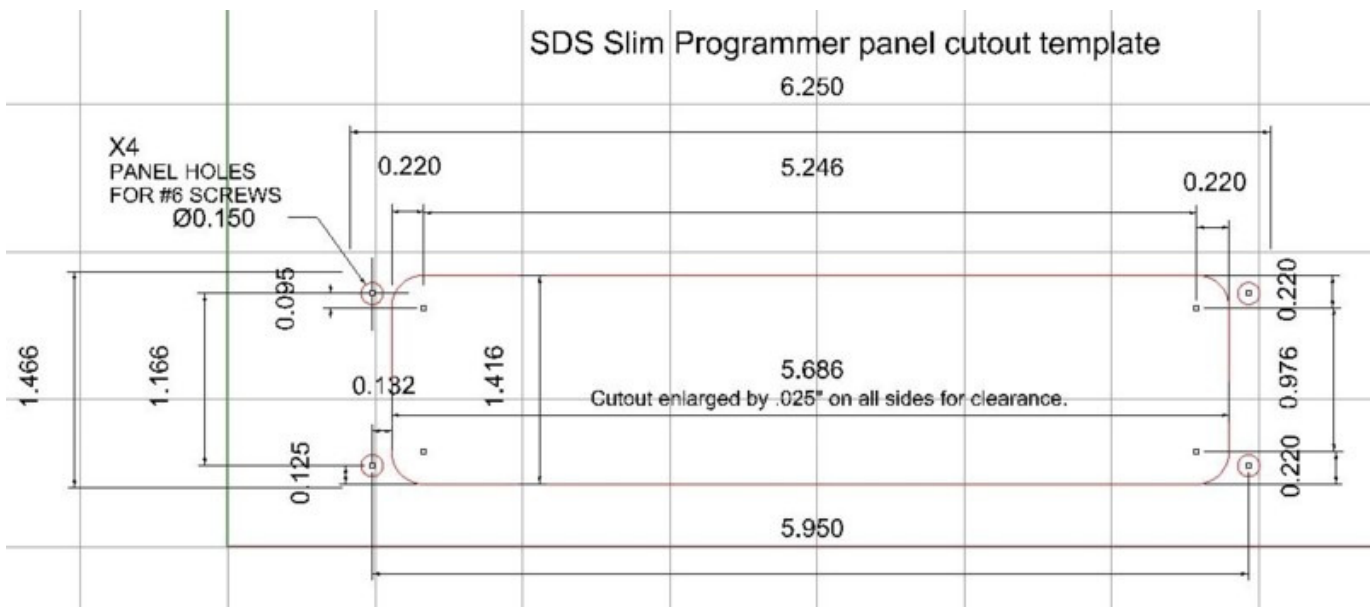 SDS Slim Programmer panel cutout template
6.250
X4
PANEL HOLES
FOR #6 SCREWS
Ø0.150
0.220
5.246
0.220
0.095
0.220
1.466
1.166
0.132
1.416
5.686
0.976
Cutout enlarged by .025" on all sides for clearance.
0.125
0.220
5.950